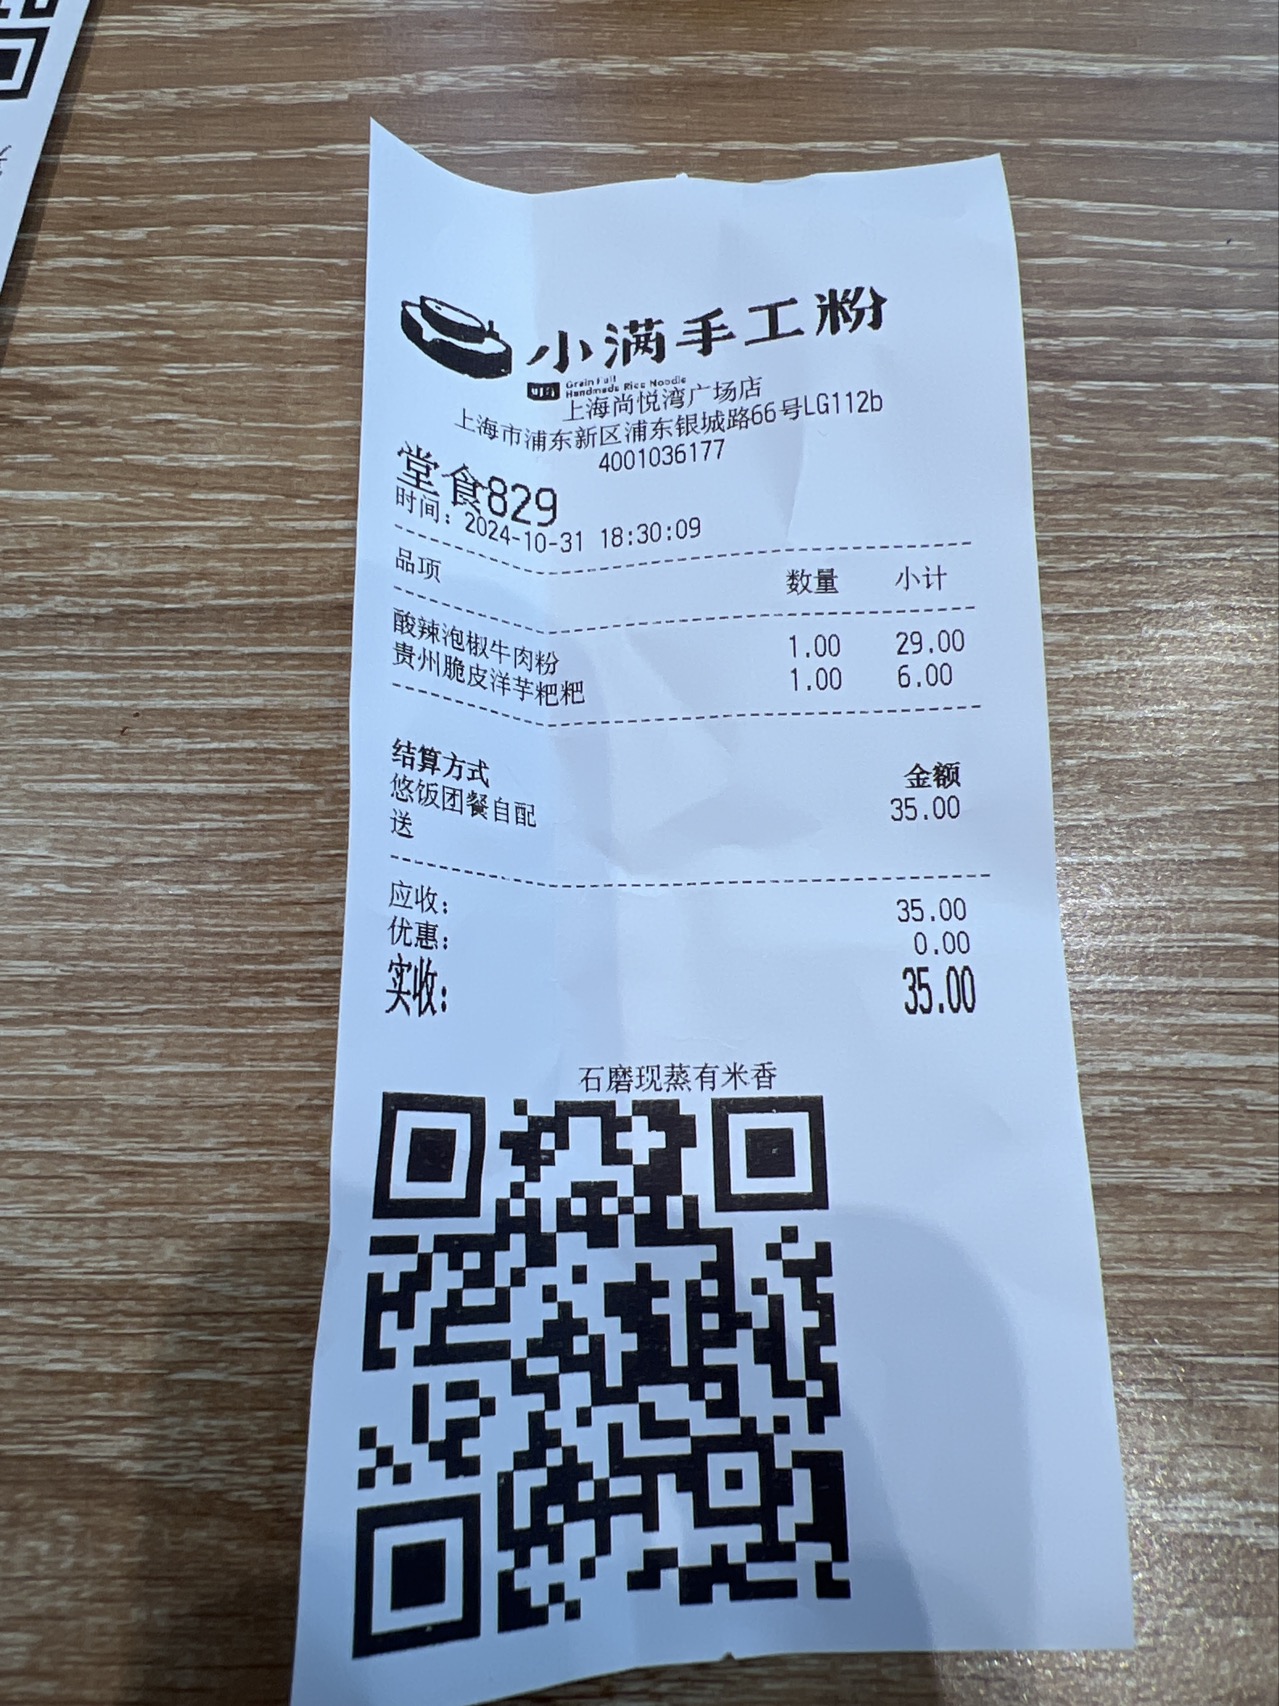 小满手工粉
Grain Full
Handmade Rice Noodle
上海尚悦湾广场店
上海市浦东新区浦东银城路66号LG112b
4001036177
堂食829
时间：2024-10-31 18:30:09
品项 数量 小计
酸辣泡椒牛肉粉 1.00 29.00
贵州脆皮洋芋粑粑 1.00 6.00
结算方式 金额
悠饭团餐自配送 35.00
应收： 35.00
优惠： 0.00
实收： 35.00
石磨现蒸有米香